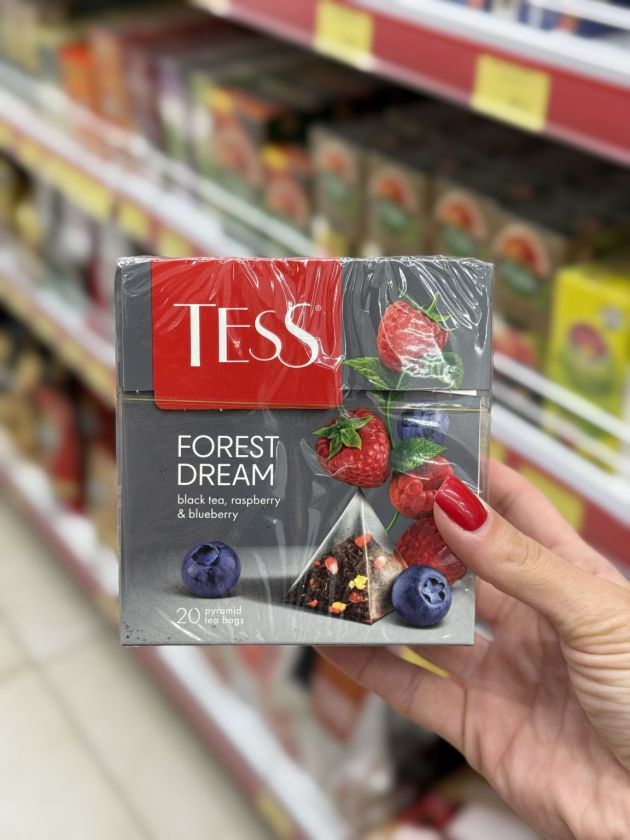 TESS®
FOREST
DREAM
black tea, raspberry
& blueberry
20 pyramid
tea bags